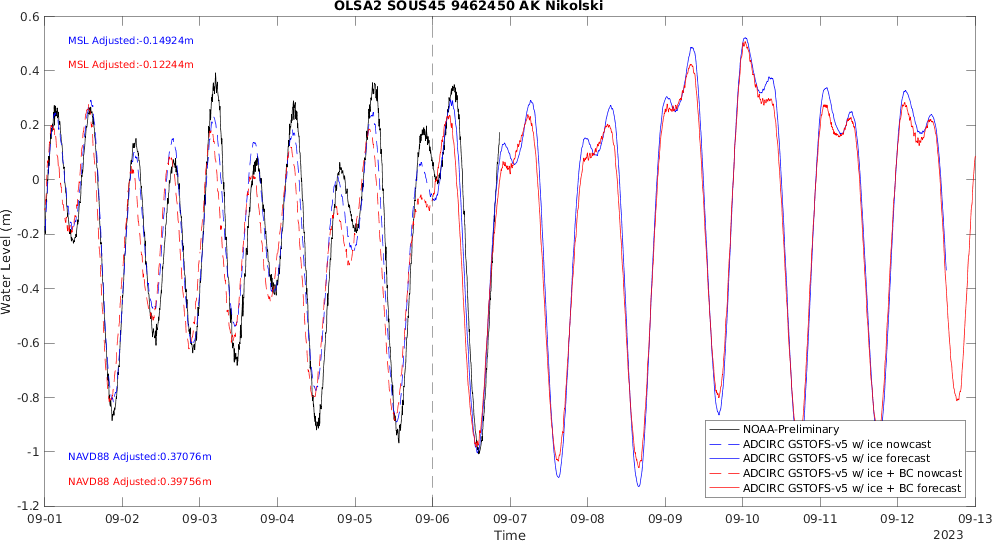 OLSA2 SOUS45 9462450 AK Nikolski
MSL Adjusted:-0.14924m
MSL Adjusted:-0.12244m
NAVD88 Adjusted:0.37076m
NAVD88 Adjusted:0.39756m
0.6
0.4
0.2
0
-0.2
-0.4
-0.6
-0.8
-1
-1.2
Water Level (m)
NOAA-Preliminary
ADCIRC GSTOFS-v5 w/ ice nowcast
ADCIRC GSTOFS-v5 w/ ice forecast
ADCIRC GSTOFS-v5 w/ ice + BC nowcast
ADCIRC GSTOFS-v5 w/ ice + BC forecast
09-01 09-02 09-03 09-04 09-05 09-06 09-07 09-08 09-09 09-10 09-11 09-12 09-13
Time
2023